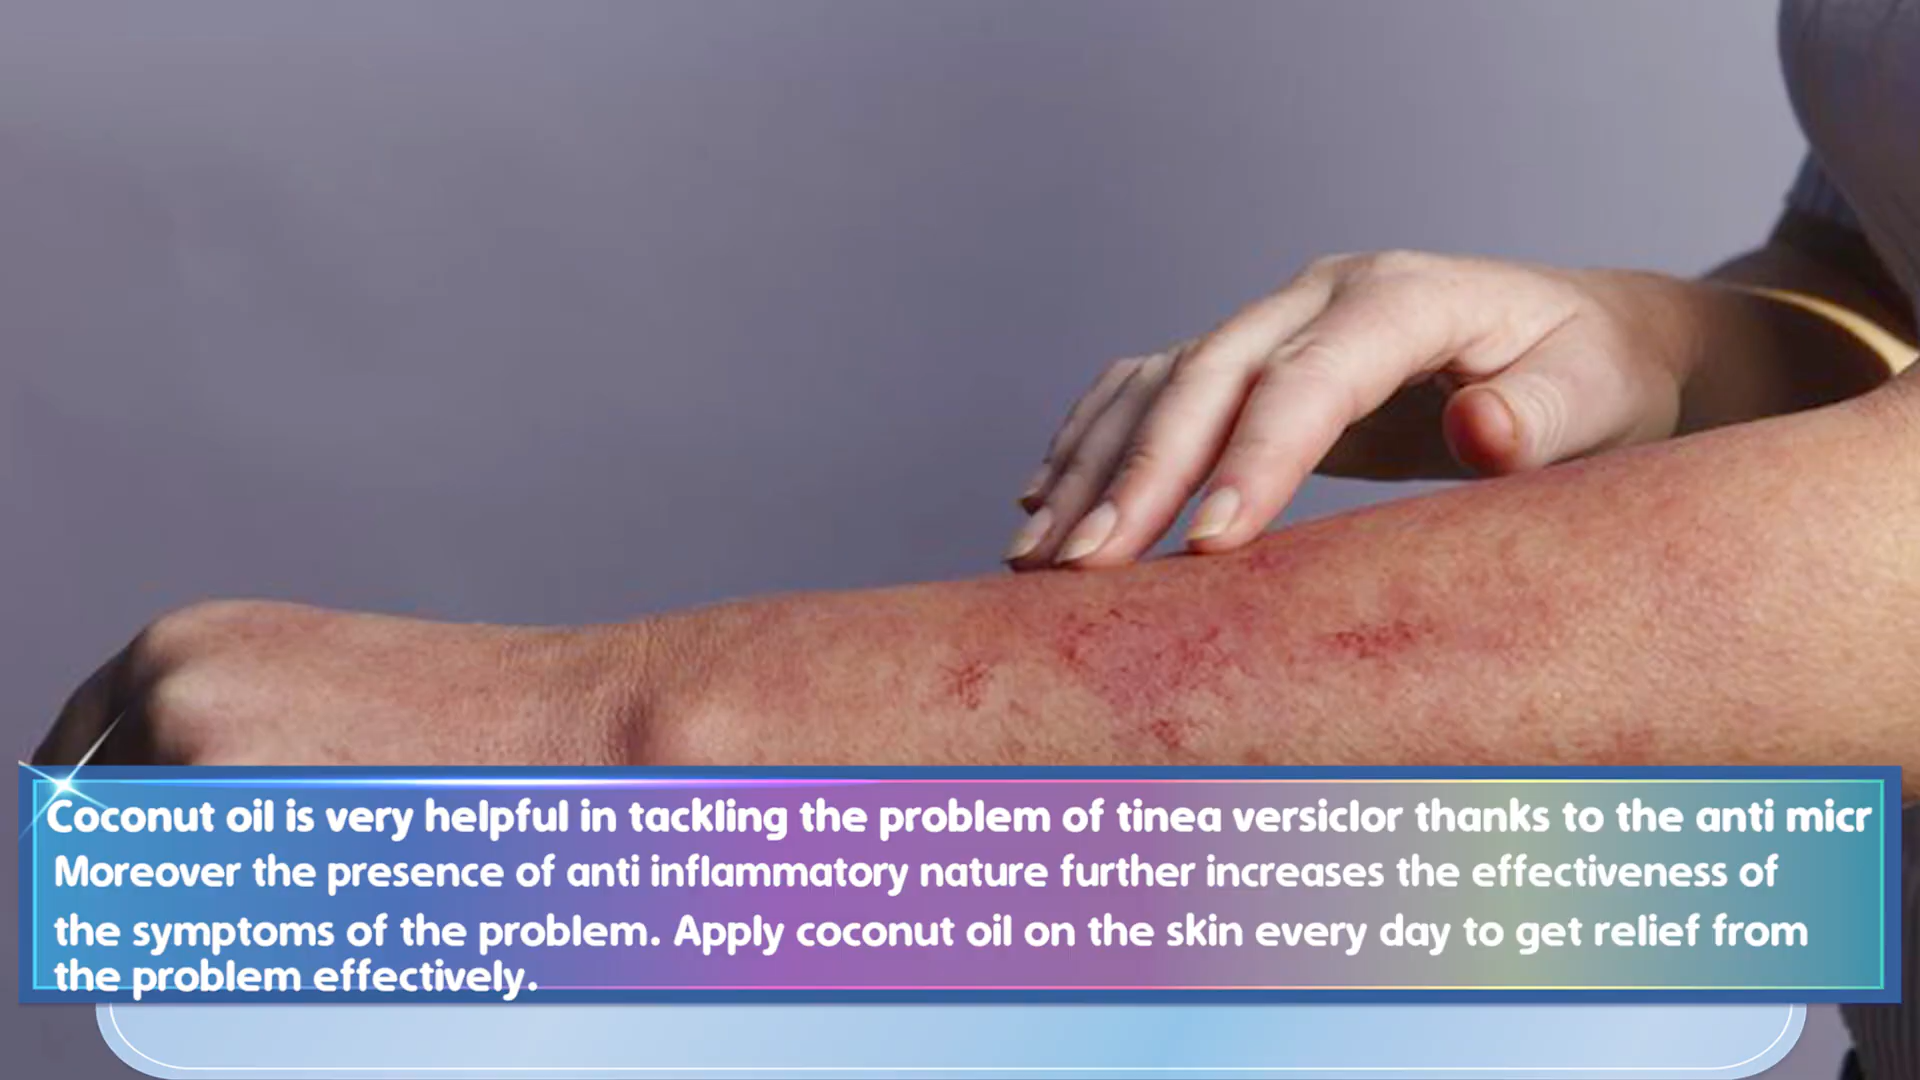 Coconut oil is very helpful in tackling the problem of tinea versiclor thanks to the anti micr
Moreover the presence of anti inflammatory nature further increases the effectiveness of
the symptoms of the problem. Apply coconut oil on the skin every day to get relief from
the problem effectively.